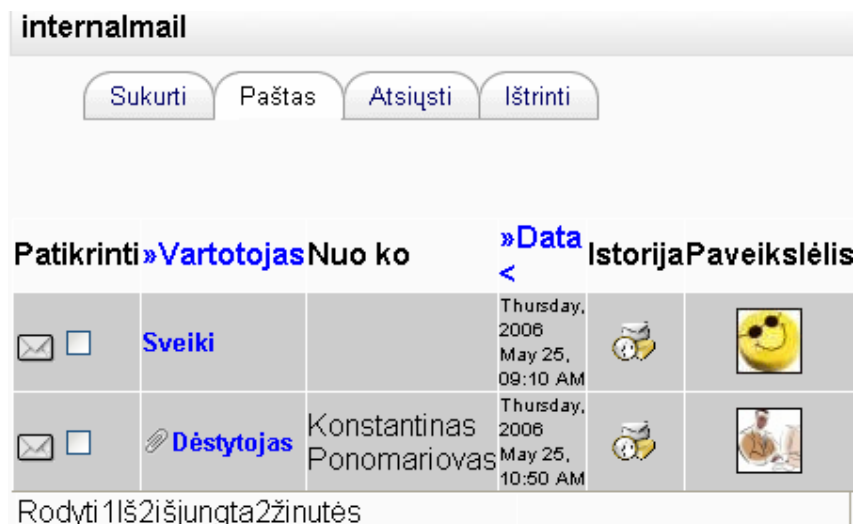 internalmail
Sukurti Paštas Atsiųsti Ištrinti
Patikrinti »Vartotojas Nuo ko »Data < Istorija Paveikslėlis
Sveiki
Thursday,
2006
May 25,
09:10 AM
Dėstytojas
Konstantinas
Ponomariovas
Thursday,
2006
May 25,
10:50 AM
Rodyti1Iš2išjungta2žinutės